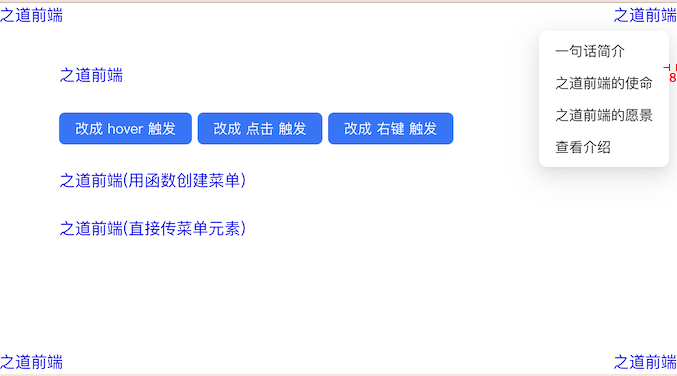 之道前端
之道前端
一句话简介
之道前端的使命
之道前端的愿景
查看介绍
8
之道前端
改成 hover 触发
改成 点击 触发
改成 右键 触发
之道前端(用函数创建菜单)
之道前端(直接传菜单元素)
之道前端
之道前端